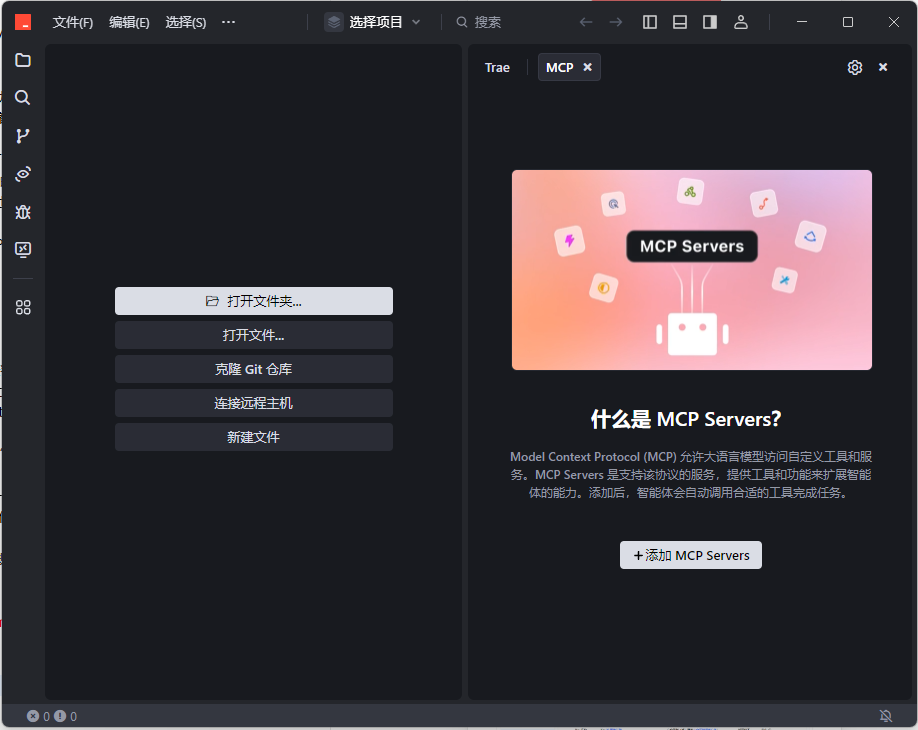 文件(F) 编辑(E) 选择(S) ··· 选择项目 搜索
Trae MCP
MCP Servers
打开文件夹...
打开文件...
克隆 Git 仓库
连接远程主机
新建文件
什么是 MCP Servers?
Model Context Protocol (MCP) 允许大语言模型访问自定义工具和服
务。MCP Servers 是支持该协议的服务，提供工具和功能来扩展智能
体的能力。添加后，智能体会自动调用合适的工具完成任务。
+添加 MCP Servers
0 0